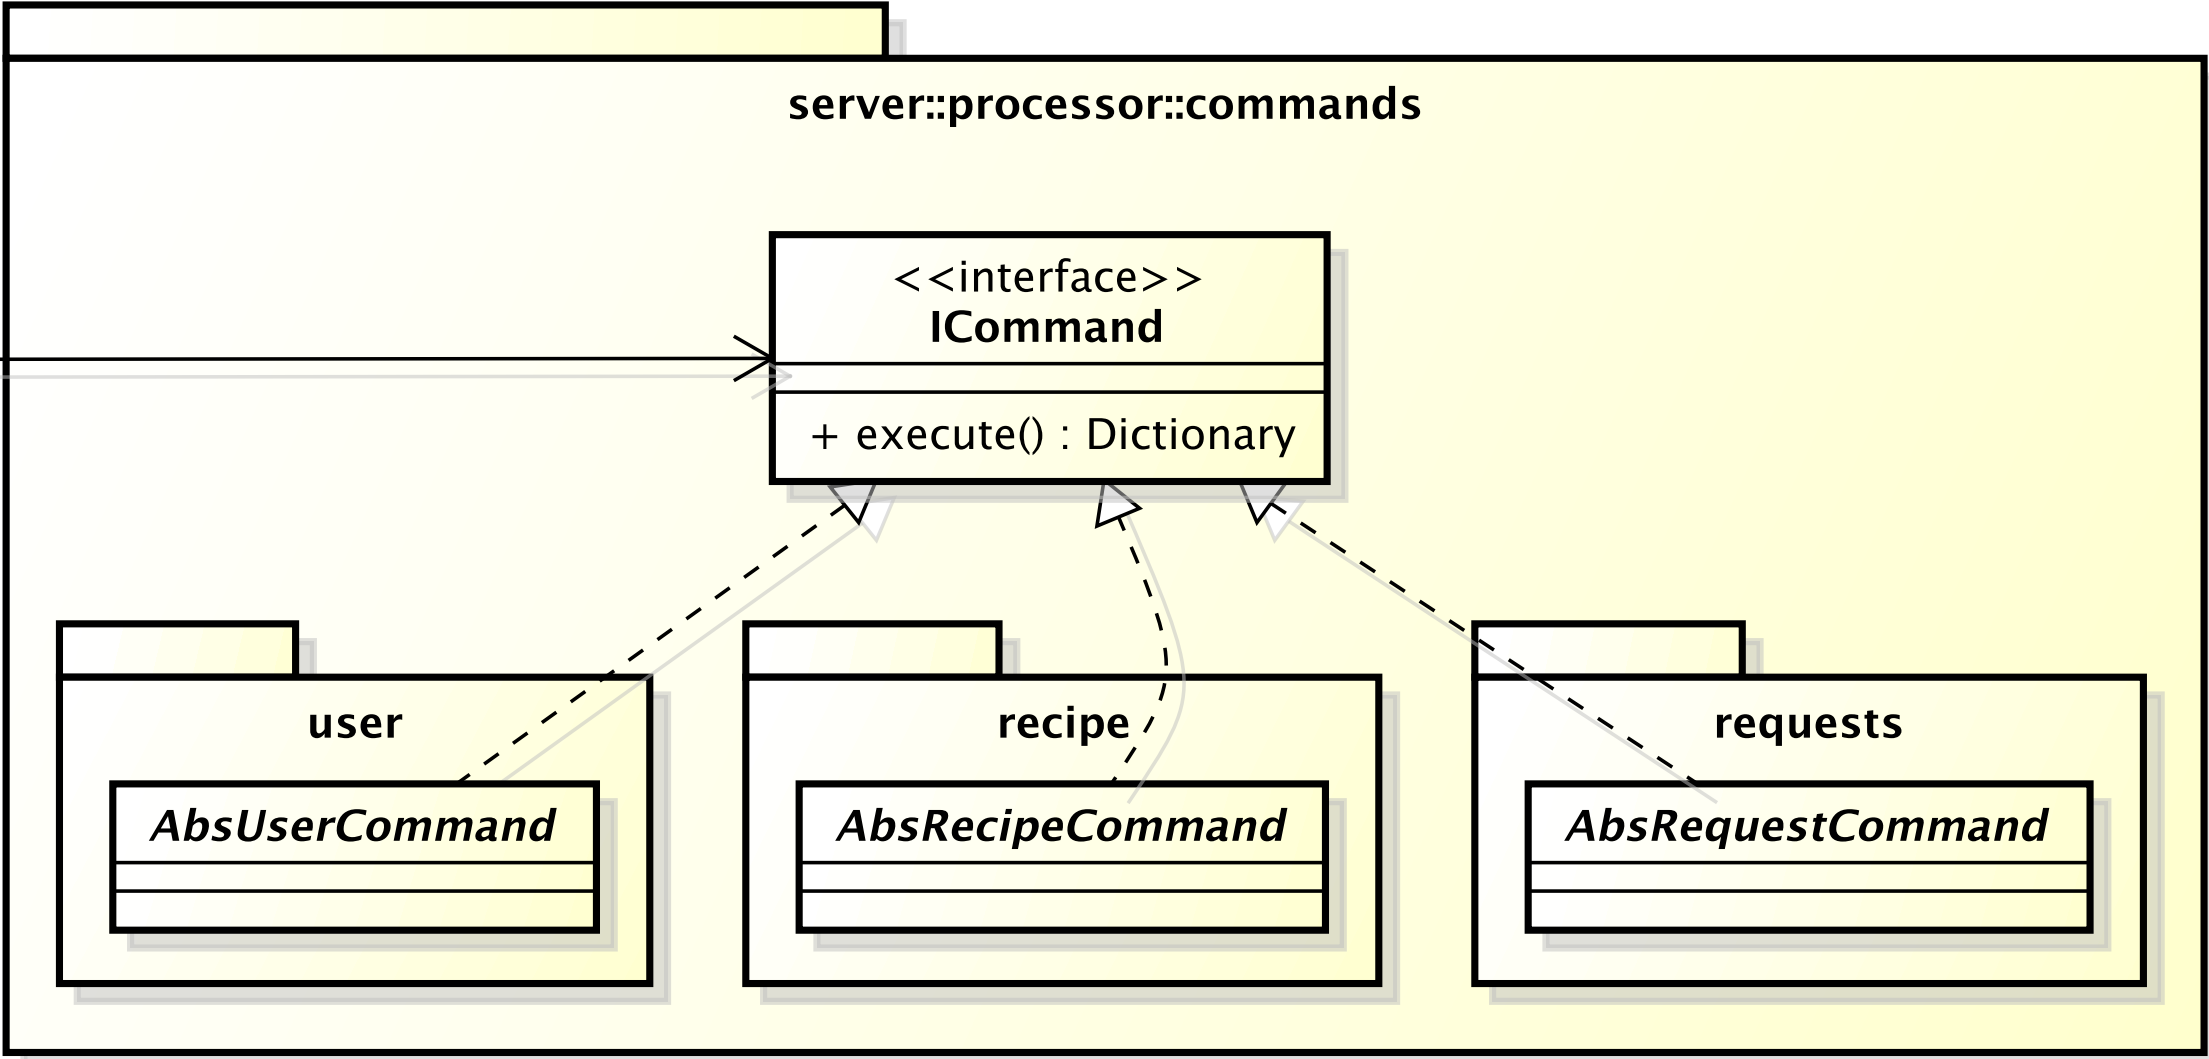 server::processor::commands
<<interface>>
ICommand
+ execute() : Dictionary
user
recipe
requests
AbsUserCommand
AbsRecipeCommand
AbsRequestCommand